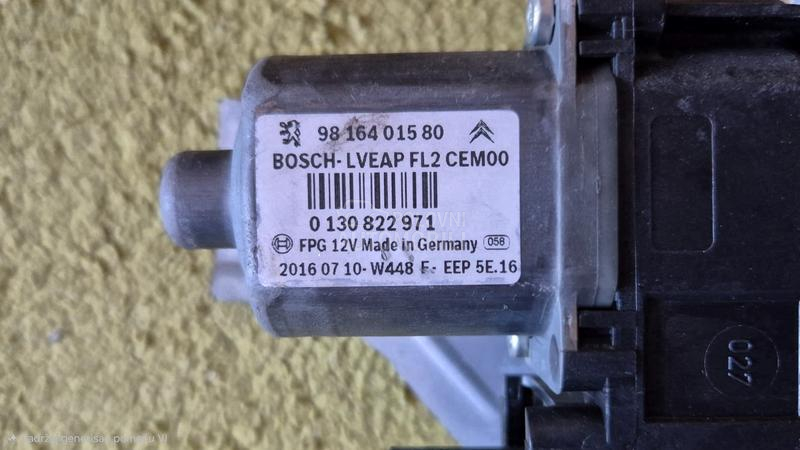 98 164 015 80
BOSCH- LVEAP FL2 CEM00
0 130 822 971
FPG 12V Made in Germany 058
2016 07 10- W448 F- EEP 5E.16
027